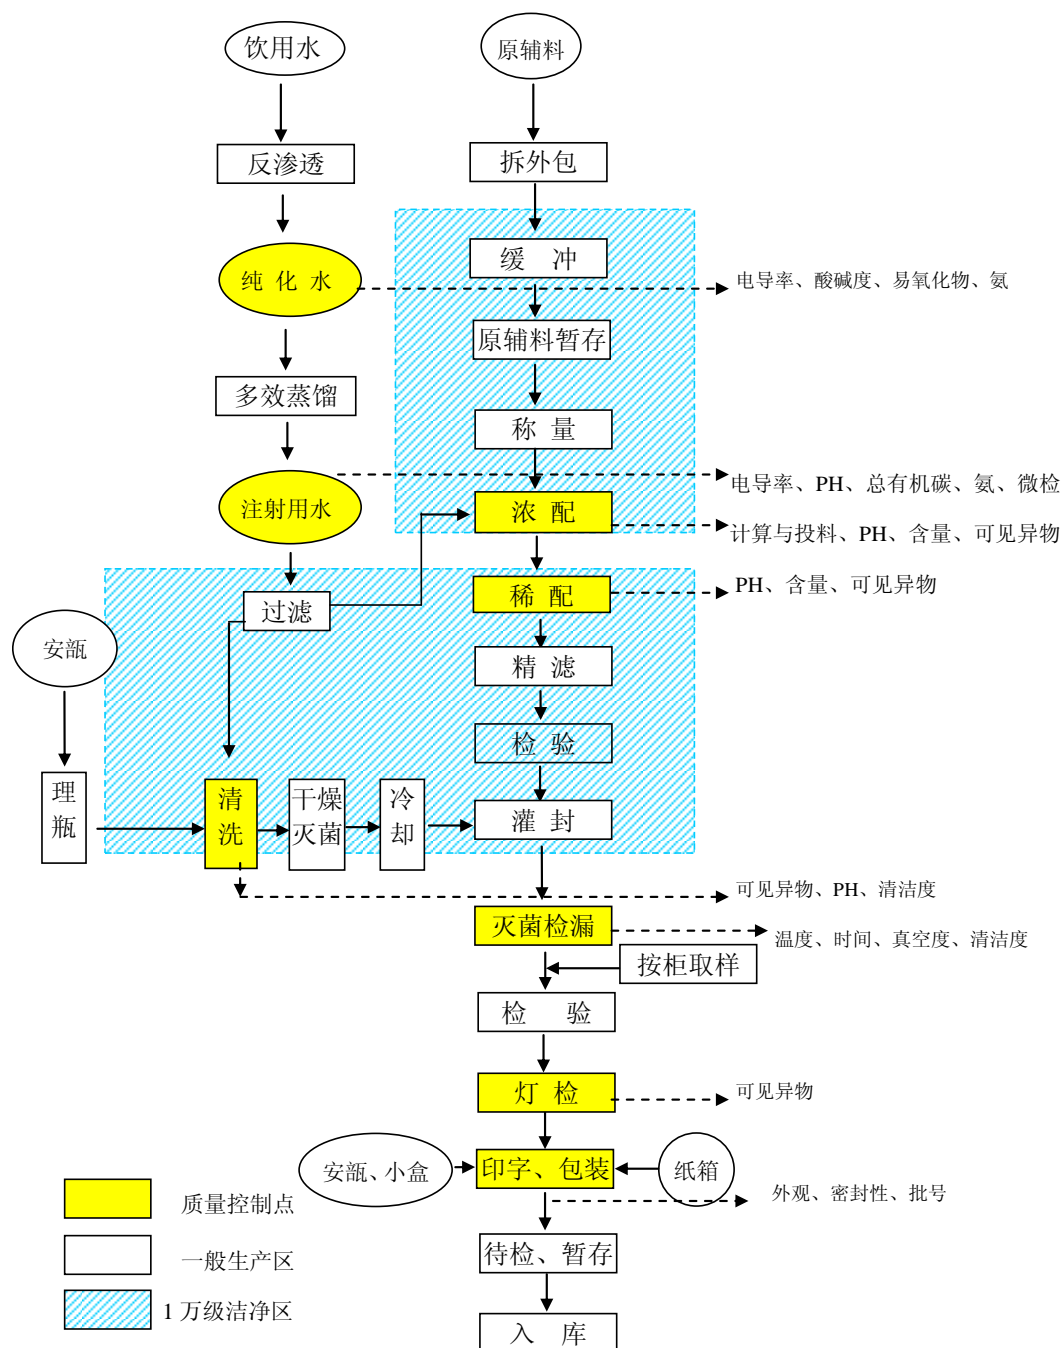 饮用水
原辅料
反渗透
拆外包
缓 冲
纯 化 水
电导率、酸碱度、易氧化物、氨
原辅料暂存
多效蒸馏
称 量
电导率、PH、总有机碳、氨、微检
注射用水
浓 配
计算与投料、PH、含量、可见异物
稀 配
PH、含量、可见异物
过滤
安瓿
精 滤
检 验
理
瓶
清
洗
干燥
灭菌
冷
却
灌 封
可见异物、PH、清洁度
灭菌检漏
温度、时间、真空度、清洁度
按柜取样
检 验
灯 检
可见异物
安瓿、小盒
印字、包装
纸箱
外观、密封性、批号
质量控制点
待检、暂存
一般生产区
1 万级洁净区
入 库